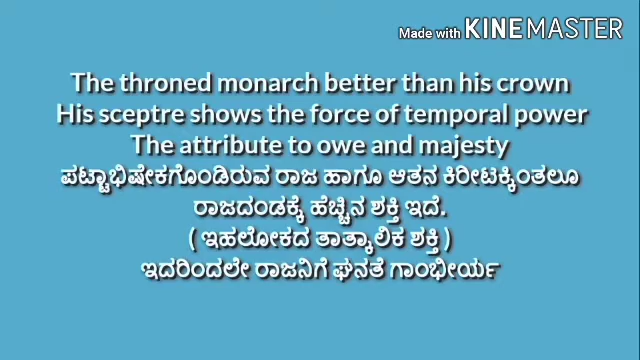 Made with KINEMASTER
The throned monarch better than his crown
His sceptre shows the force of temporal power
The attribute to owe and majesty
ಪಟ್ಟಾಭಿಷೇಕಗೊಂಡಿರುವ ರಾಜ ಹಾಗೂ ಆತನ ಕಿರೀಟಕ್ಕಿಂತಲೂ
ರಾಜದಂಡಕ್ಕೆ ಹೆಚ್ಚಿನ ಶಕ್ತಿ ಇದೆ.
( ಇಹಲೋಕದ ತಾತ್ಕಾಲಿಕ ಶಕ್ತಿ )
ಇದರಿಂದಲೇ ರಾಜನಿಗೆ ಘನತೆ ಗಾಂಭೀರ್ಯ